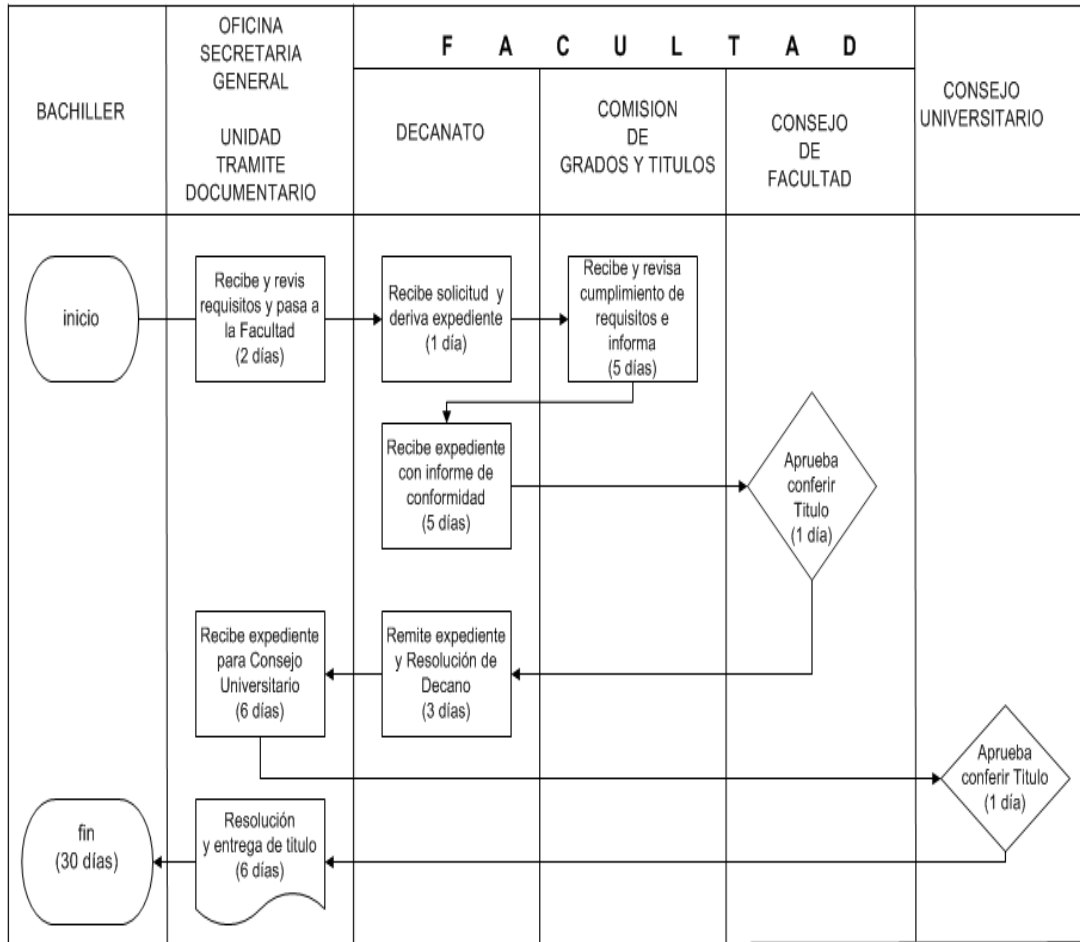 BACHILLER
OFICINA
SECRETARIA
GENERAL
UNIDAD
TRAMITE
DOCUMENTARIO
F A C U L T A D
DECANATO
COMISION
DE
GRADOS Y TITULOS
CONSEJO
DE
FACULTAD
CONSEJO
UNIVERSITARIO
inicio
Recibe y revis
requisitos y pasa a
la Facultad
(2 días)
Recibe solicitud y
deriva expediente
(1 día)
Recibe y revisa
cumplimiento de
requisitos e
informa
(5 días)
Recibe expediente
con informe de
conformidad
(5 días)
Aprueba
conferir
Titulo
(1 día)
Recibe expediente
para Consejo
Universitario
(6 días)
Remite expediente
y Resolución de
Decano
(3 días)
Aprueba
conferir Titulo
(1 día)
fin
(30 días)
Resolución
y entrega de título
(6 días)